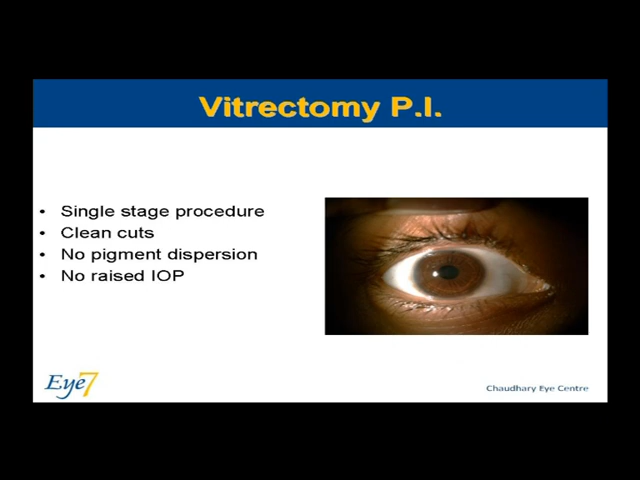 Vitrectomy P.I.
• Single stage procedure
• Clean cuts
• No pigment dispersion
• No raised IOP
Eye7
Chaudhary Eye Centre